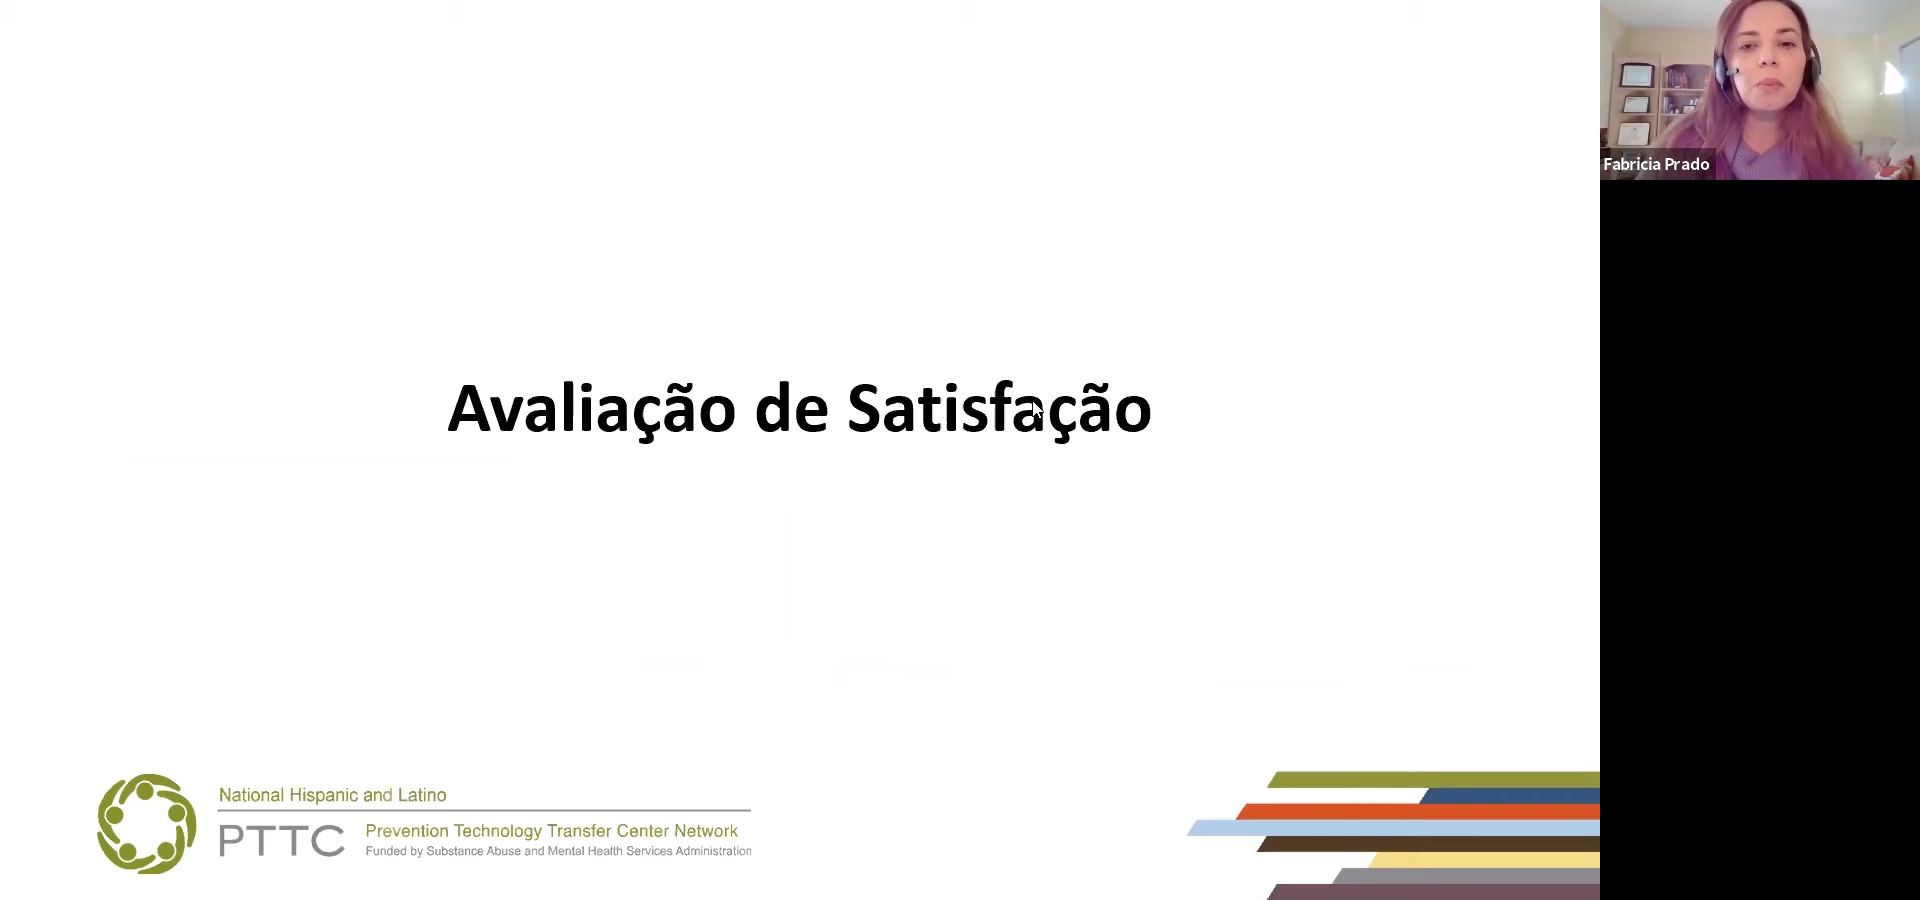 Fabricia Prado
Avaliação de Satisfação
National Hispanic and Latino
PTTC
Prevention Technology Transfer Center Network
Funded by Substance Abuse and Mental Health Services Administration